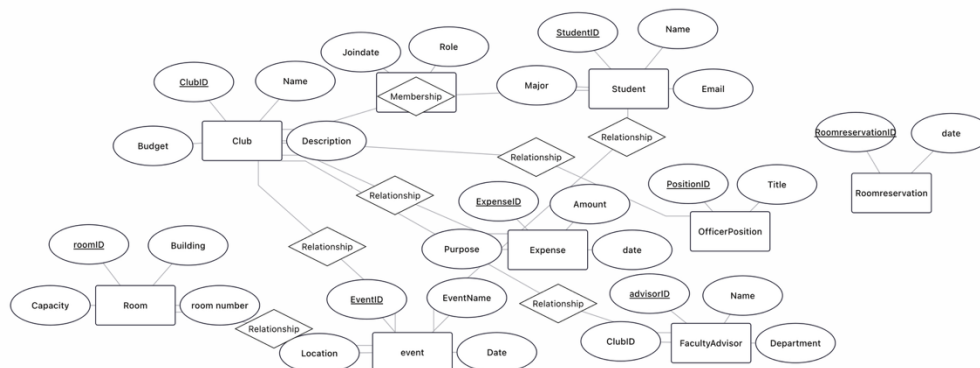 StudentID
Name
Joindate
Role
ClubID
Name
Major
Student
Email
Membership
Budget
Club
Description
Relationship
Relationship
RoomreservationID
date
Roomreservation
Relationship
ExpenseID
Amount
PositionID
Title
OfficerPosition
roomID
Building
Relationship
Purpose
Expense
date
Capacity
Room
room number
EventID
EventName
Relationship
advisorID
Name
Relationship
Location
event
Date
ClubID
FacultyAdvisor
Department